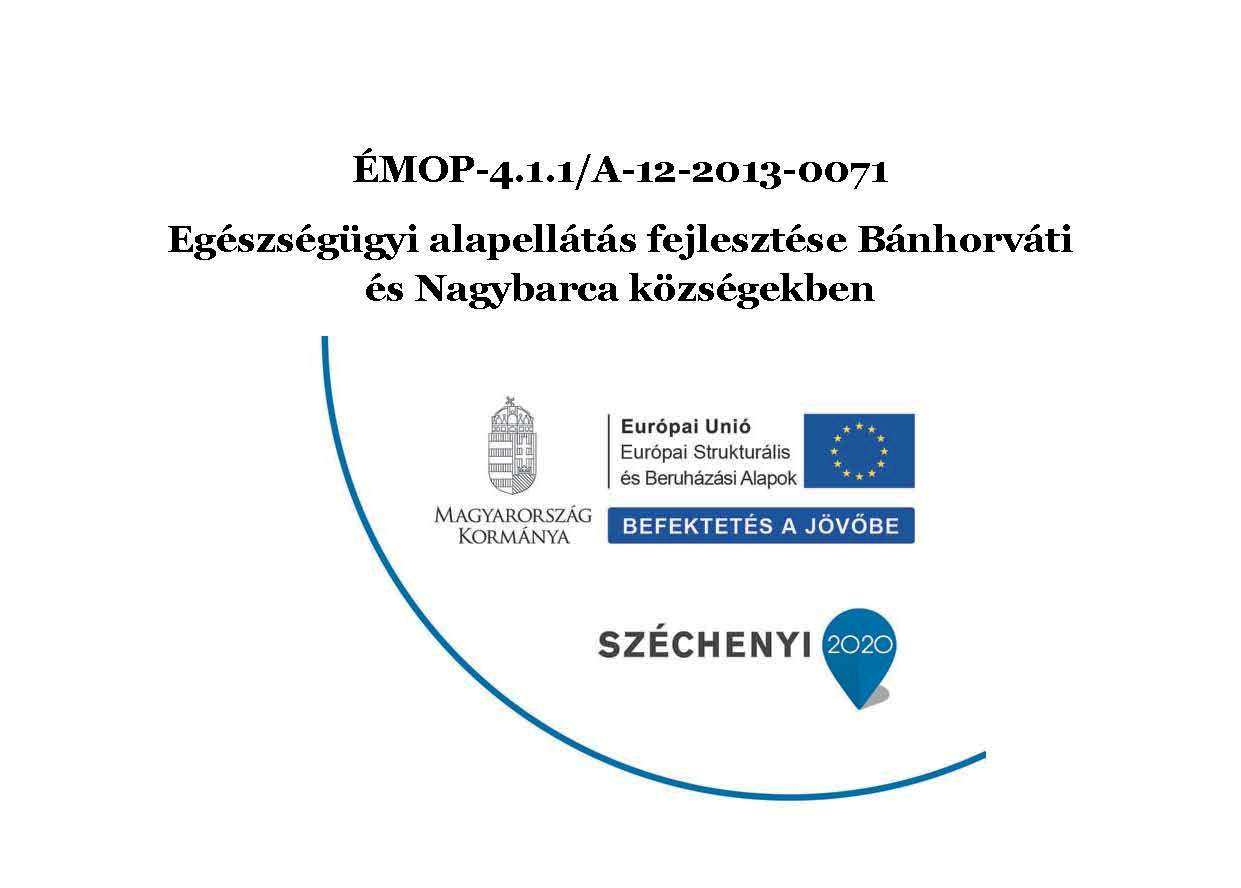 ÉMOP-4.1.1/A-12-2013-0071
Egészségügyi alapellátás fejlesztése Bánhorváti
és Nagybarca községekben
MAGYARORSZÁG
KORMÁNYA
Európai Unió
Európai Strukturális
és Beruházási Alapok
BEFEKTETÉS A JÖVŐBE
SZÉCHENYI 2020